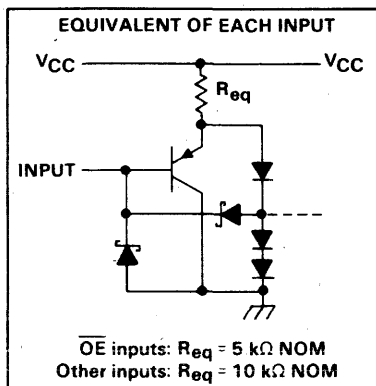 EQUIVALENT OF EACH INPUT
VCC VCC
Req
INPUT
OE inputs: Req = 5 kΩ NOM
Other inputs: Req = 10 kΩ NOM